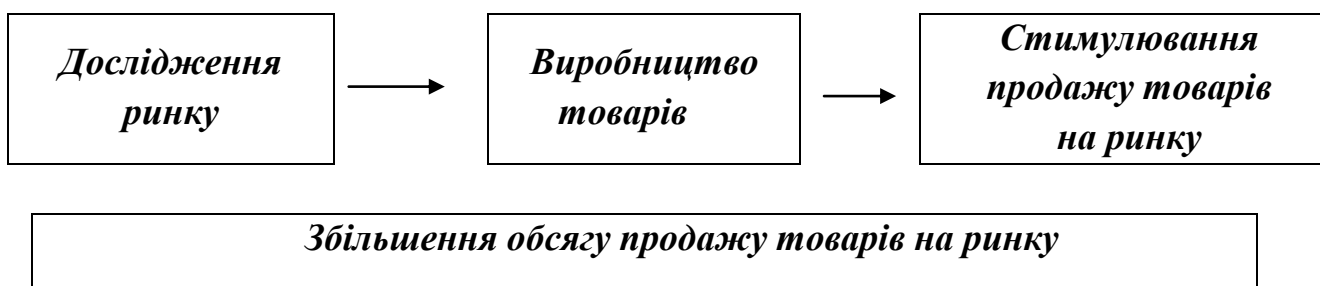 Дослідження
ринку
Виробництво
товарів
Стимулювання
продажу товарів
на ринку
Збільшення обсягу продажу товарів на ринку